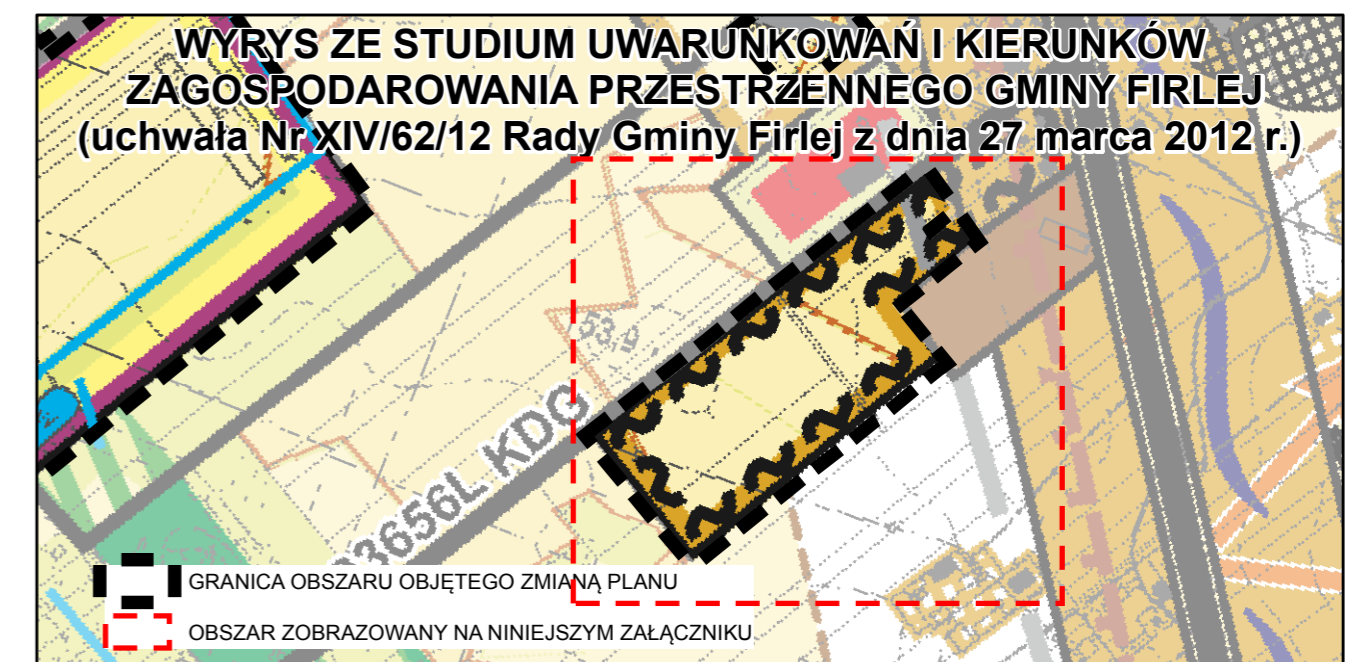 WYRYS ZE STUDIUM UWARUNKOWAŃ I KIERUNKÓW
ZAGOSPODAROWANIA PRZESTRZENNEGO GMINY FIRLEJ
(uchwała Nr XIV/62/12 Rady Gminy Firlej z dnia 27 marca 2012 r.)
53,9
03656L KDG
GRANICA OBSZARU OBJĘTEGO ZMIANĄ PLANU
OBSZAR ZOBRAZOWANY NA NINIEJSZYM ZAŁĄCZNIKU